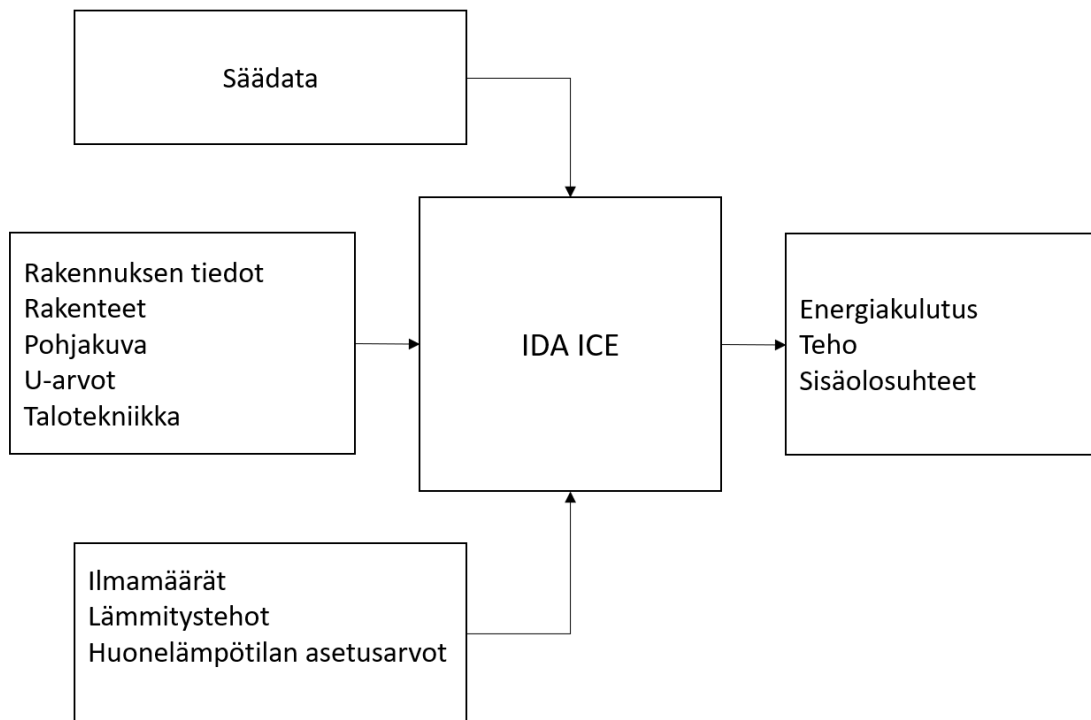 Säädata
Rakennuksen tiedot
Rakenteet
Pohjakuva
U-arvot
Talotekniikka
IDA ICE
Energiakulutus
Teho
Sisäolosuhteet
Ilmamäärät
Lämmitystehot
Huonelämpötilan asetusarvot